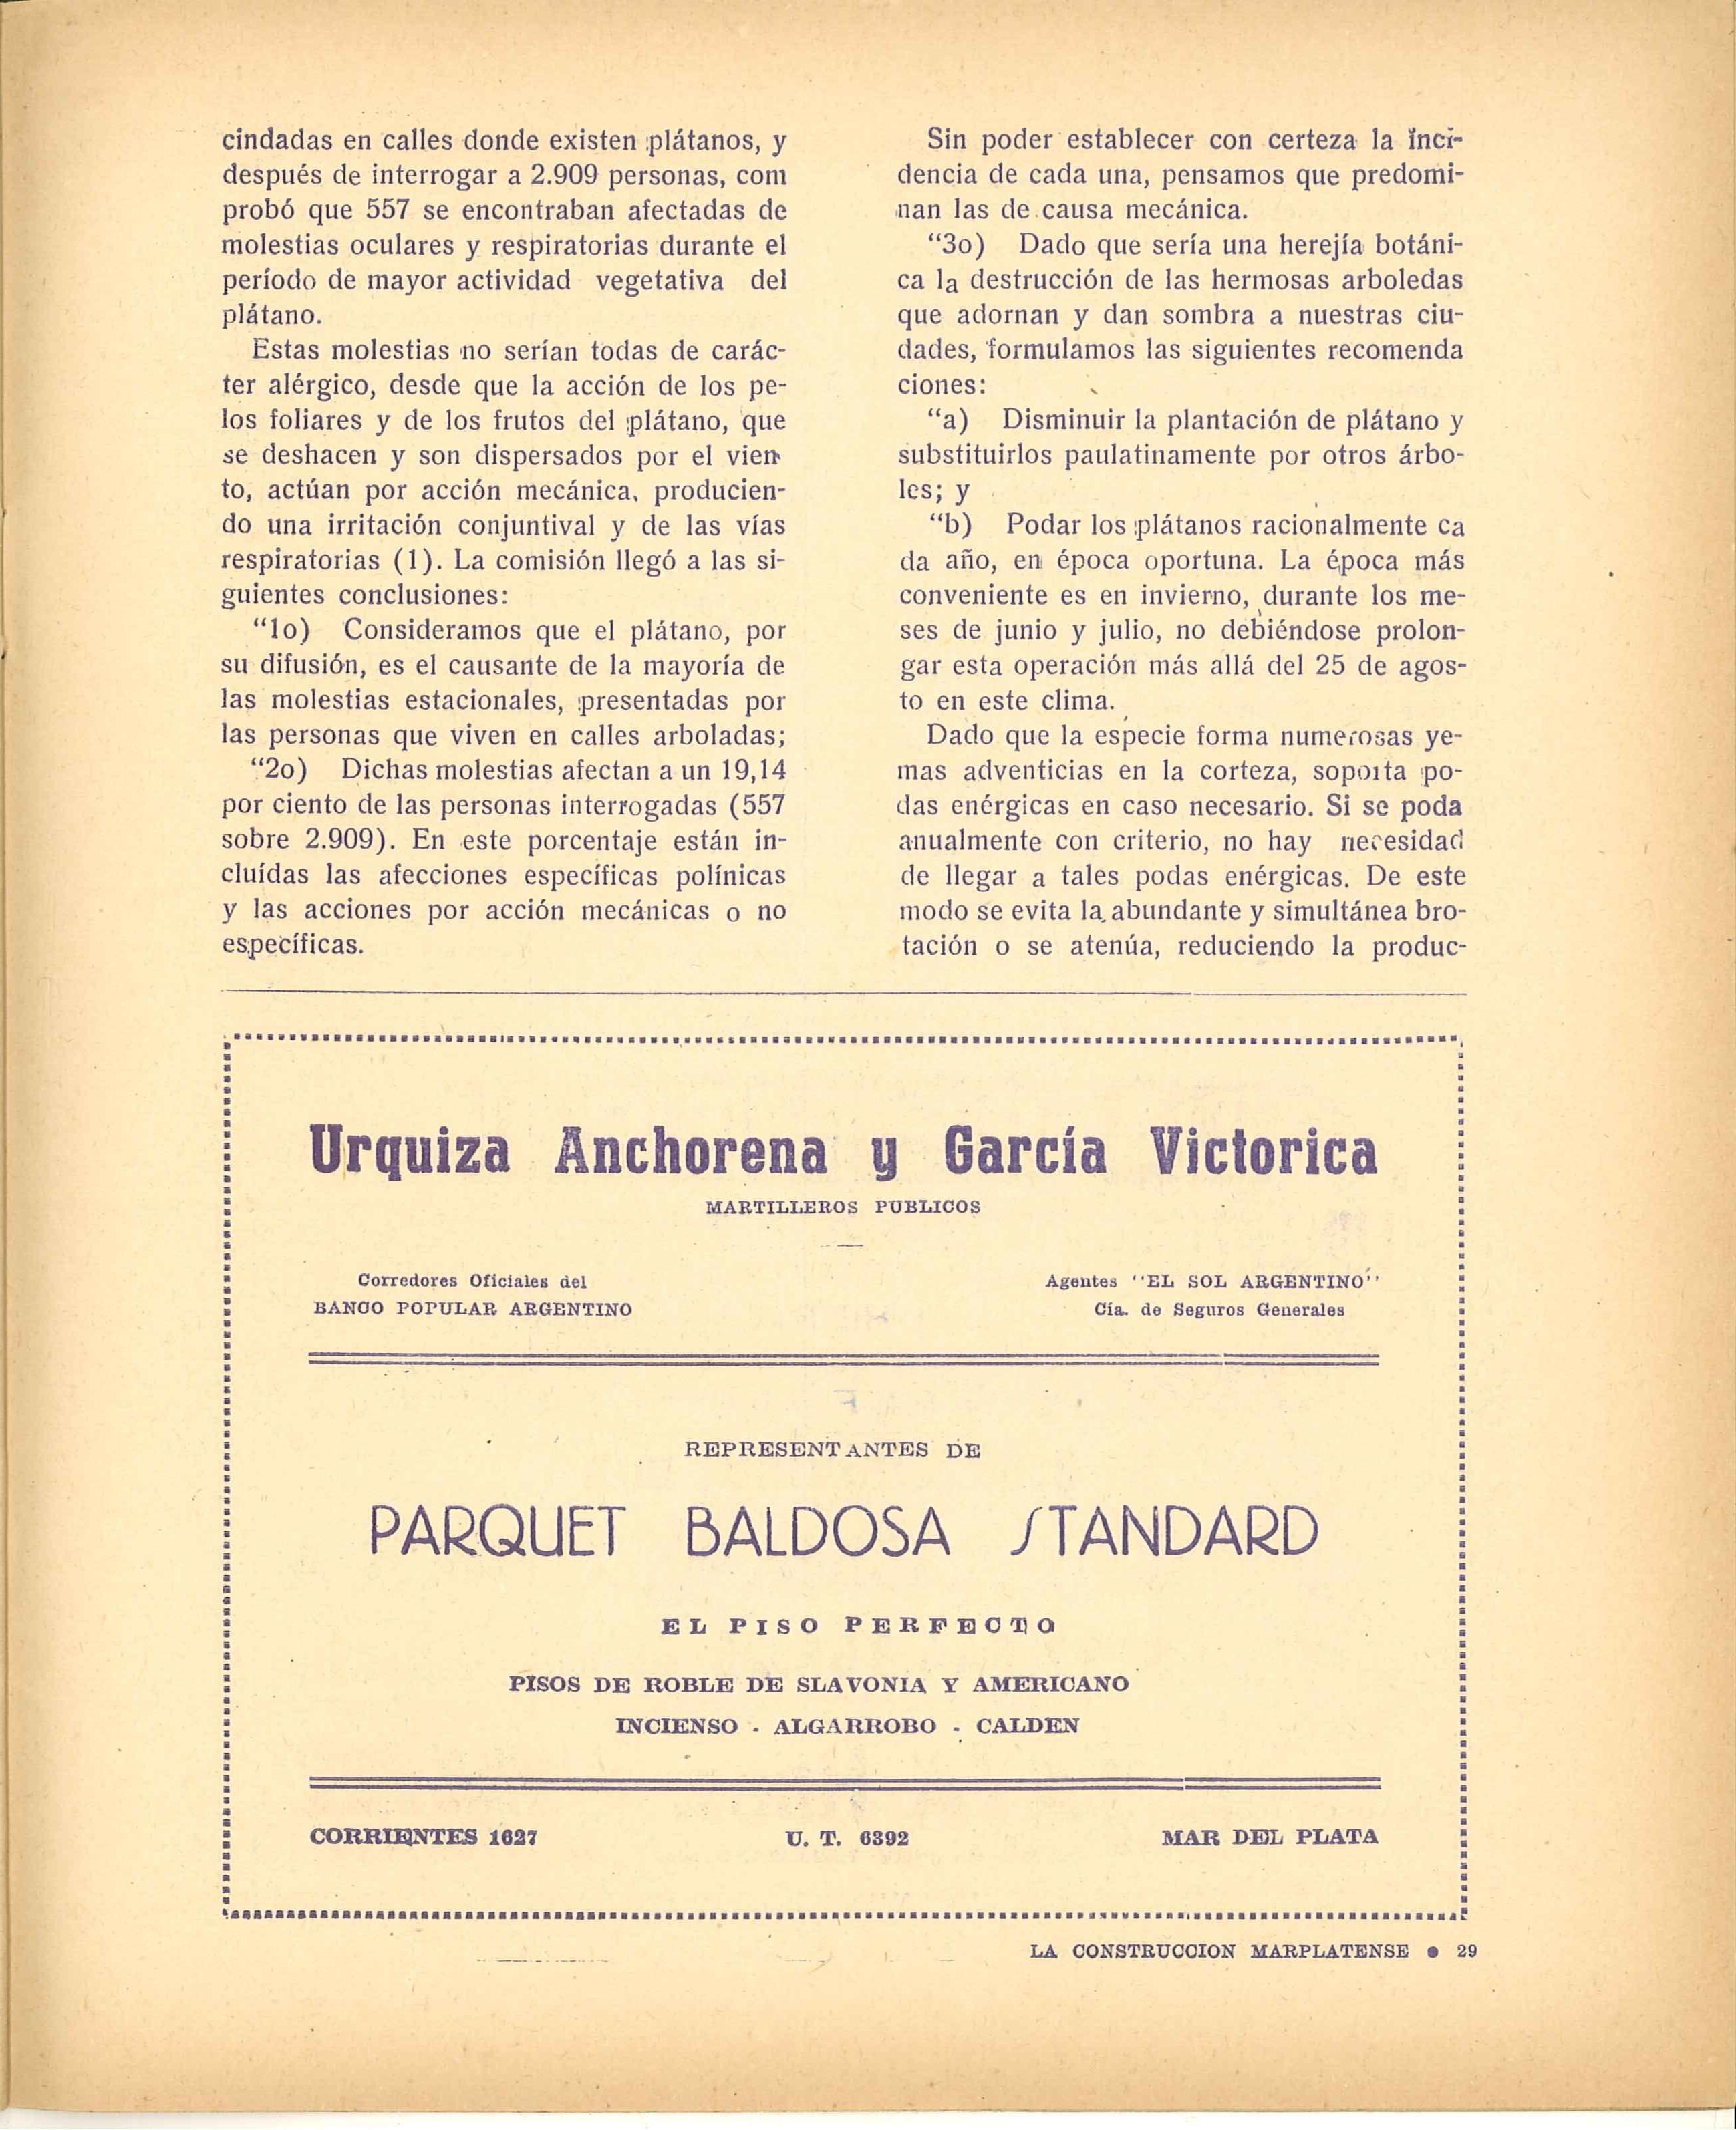 cindadas en calles donde existen plátanos, y
después de interrogar a 2.909 personas, com
probó que 557 se encontraban afectadas de
molestias oculares y respiratorias durante el
período de mayor actividad vegetativa del
plátano.
Estas molestias no serían todas de carác-
ter alérgico, desde que la acción de los pe-
los foliares y de los frutos del plátano, que
se deshacen y son dispersados por el vien-
to, actúan por acción mecánica, producien-
do una irritación conjuntival y de las vías
respiratorias (1). La comisión llegó a las si-
guientes conclusiones:
"1o) Consideramos que el plátano, por
su difusión, es el causante de la mayoría de
las molestias estacionales, presentadas por
las personas que viven en calles arboladas;
"2o) Dichas molestias afectan a un 19,14
por ciento de las personas interrogadas (557
sobre 2.909). En este porcentaje están in-
cluídas las afecciones específicas polínicas
y las acciones por acción mecánicas o no
específicas.
Sin poder establecer con certeza la inci-
dencia de cada una, pensamos que predomi-
nan las de causa mecánica.
"3o) Dado que sería una herejía botáni-
ca la destrucción de las hermosas arboledas
que adornan y dan sombra a nuestras ciu-
dades, formulamos las siguientes recomenda
ciones:
"a) Disminuir la plantación de plátano y
substituirlos paulatinamente por otros árbo-
les; y
"b) Podar los plátanos racionalmente ca
da año, en época oportuna. La época más
conveniente es en invierno, durante los me-
ses de junio y julio, no debiéndose prolon-
gar esta operación más allá del 25 de agos-
to en este clima.
Dado que la especie forma numerosas ye-
mas adventicias en la corteza, soporta po-
das enérgicas en caso necesario. Si se poda
anualmente con criterio, no hay necesidad
de llegar a tales podas enérgicas. De este
modo se evita la abundante y simultánea bro-
tación o se atenúa, reduciendo la produc-
Urquiza Anchorena y García Victorica
MARTILLEROS PUBLICOS
Corredores Oficiales del
BANCO POPULAR ARGENTINO
Agentes "EL SOL ARGENTINO"
Cía. de Seguros Generales
REPRESENTANTES DE
PARQUET BALDOSA STANDARD
EL PISO PERFECTO
PISOS DE ROBLE DE SLAVONIA Y AMERICANO
INCIENSO - ALGARROBO - CALDEN
CORRIENTES 1627 U. T. 6392 MAR DEL PLATA
LA CONSTRUCCION MARPLATENSE ● 29